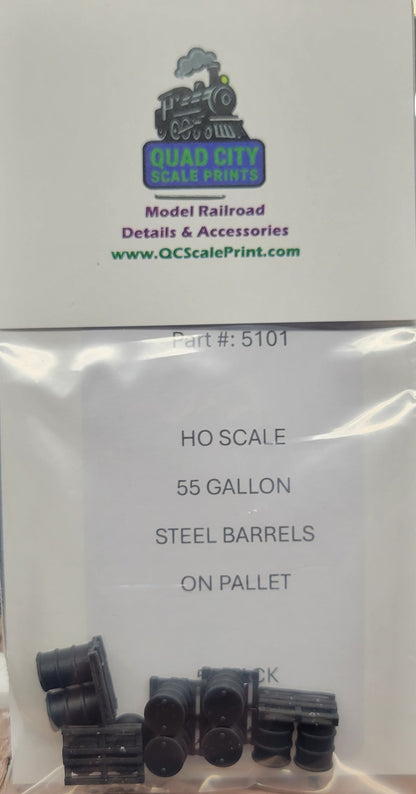 QUAD CITY
SCALE PRINTS
Model Railroad
Details & Accessories
www.QCScalePrint.com
Part #: 5101
HO SCALE
55 GALLON
STEEL BARRELS
ON PALLET